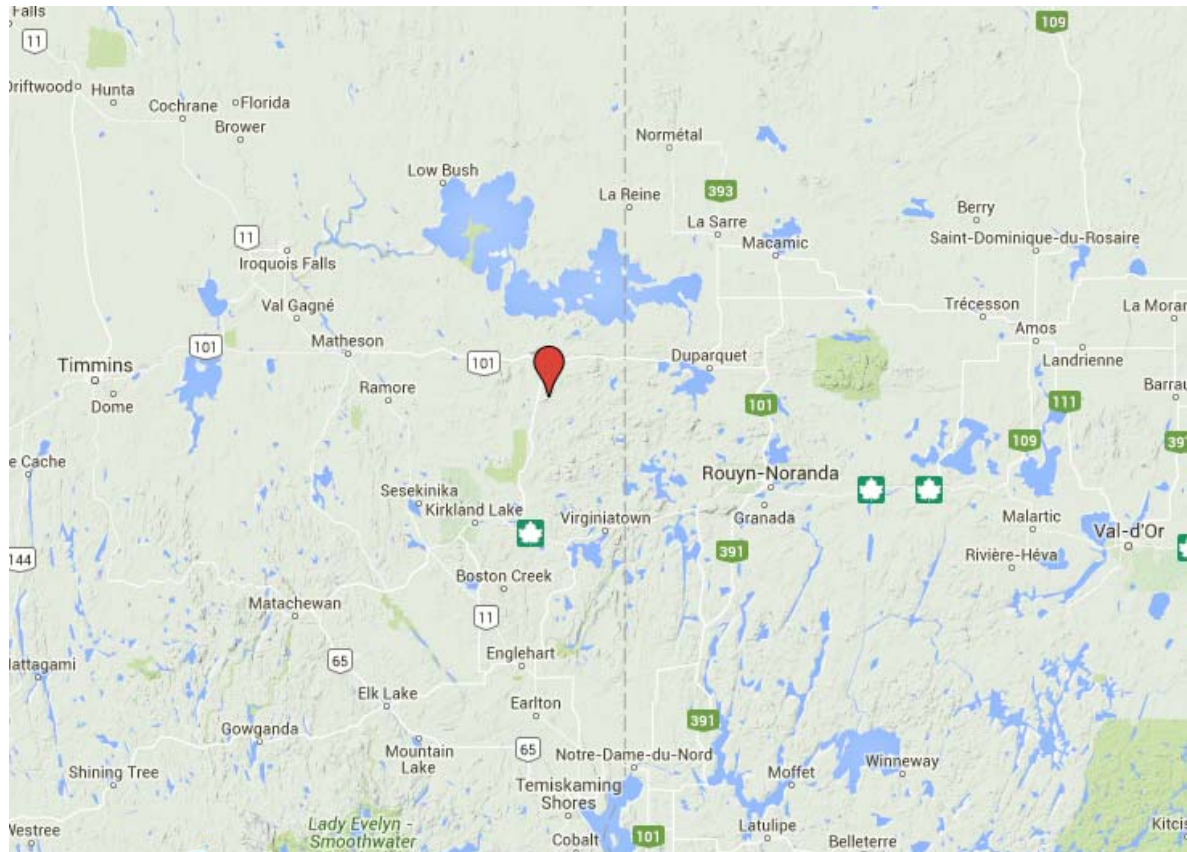 Falls
11
109
Driftwood
Hunta
Cochrane
Florida
Brower
Normétal
Low Bush
393
La Reine
Berry
La Sarre
11
Macamic
Saint-Dominique-du-Rosaire
Iroquois Falls
Val Gagné
Trécesson
La Morar
Amos
Matheson
101
101
Duparquet
Landrienne
Timmins
Ramore
Barrau
Dome
101
111
109
397
e Cache
Rouyn-Noranda
Sesekinika
Kirkland Lake
Virginiatown
Granada
Malartic
Val-d'Or
144
391
Rivière-Héva
Boston Creek
Matachewan
11
Englehart
65
Mattagami
Elk Lake
Earlton
391
Gowganda
Mountain
Lake
65
Notre-Dame-du-Nord
Winneway
Shining Tree
Moffet
Temiskaming
Shores
Westree
Lady Evelyn -
Smoothwater
Cobalt
101
Latulipe
Belleterre
Kitcis